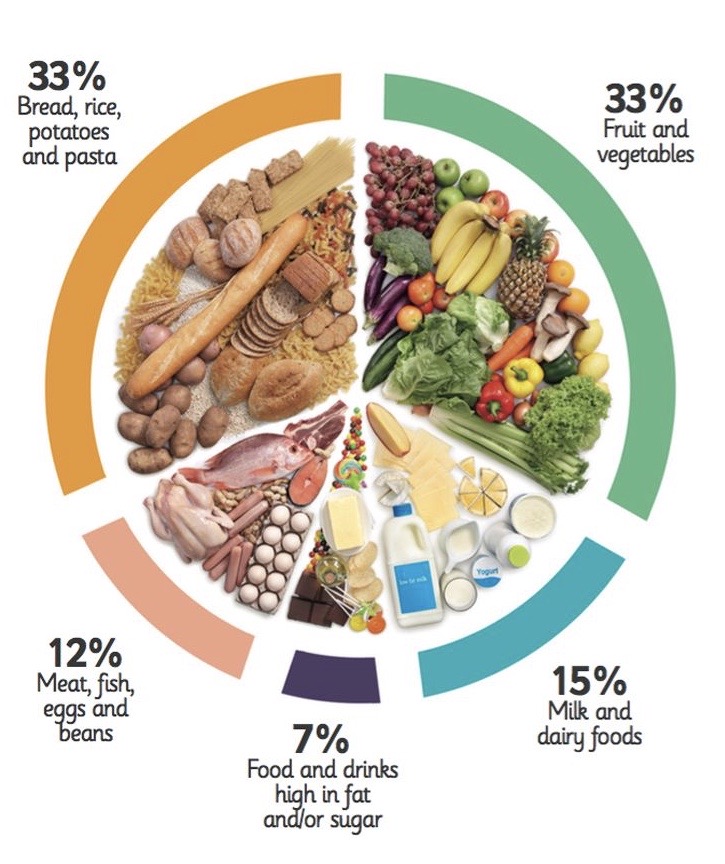 33%
Bread, rice,
potatoes
and pasta
33%
Fruit and
vegetables
Yogurt
12%
Meat, fish,
eggs and
beans
15%
Milk and
dairy foods
7%
Food and drinks
high in fat
and/or sugar